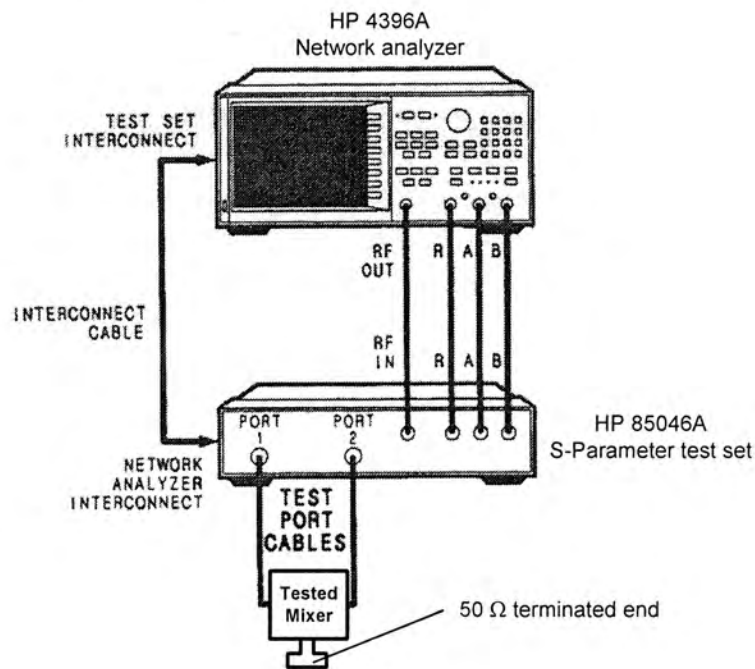 HP 4396A
Network analyzer
TEST SET
INTERCONNECT
RF
OUT
R
A
B
INTERCONNECT
CABLE
RF
IN
R
A
B
PORT
1
PORT
2
HP 85046A
S-Parameter test set
NETWORK
ANALYZER
INTERCONNECT
TEST
PORT
CABLES
Tested
Mixer
50 Ω terminated end